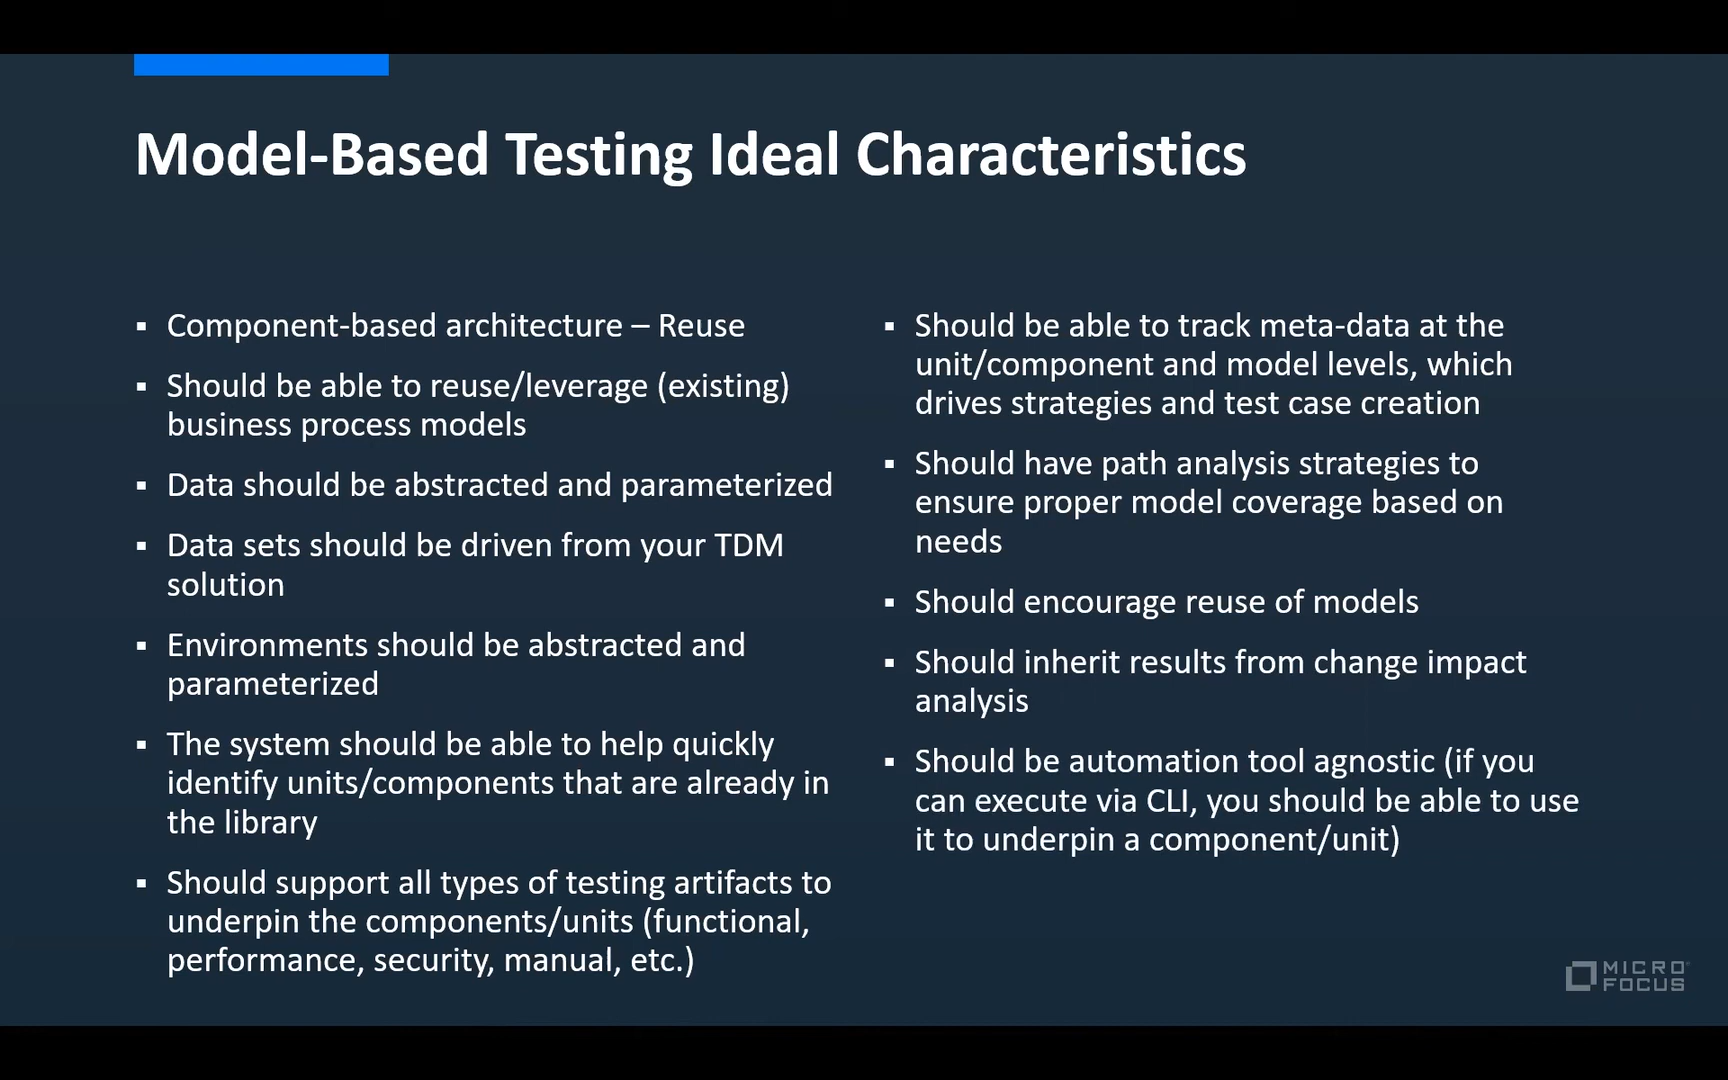 Model-Based Testing Ideal Characteristics
▪ Component-based architecture – Reuse
▪ Should be able to reuse/leverage (existing)
business process models
▪ Data should be abstracted and parameterized
▪ Data sets should be driven from your TDM
solution
▪ Environments should be abstracted and
parameterized
▪ The system should be able to help quickly
identify units/components that are already in
the library
▪ Should support all types of testing artifacts to
underpin the components/units (functional,
performance, security, manual, etc.)
▪ Should be able to track meta-data at the
unit/component and model levels, which
drives strategies and test case creation
▪ Should have path analysis strategies to
ensure proper model coverage based on
needs
▪ Should encourage reuse of models
▪ Should inherit results from change impact
analysis
▪ Should be automation tool agnostic (if you
can execute via CLI, you should be able to use
it to underpin a component/unit)
MICRO
FOCUS